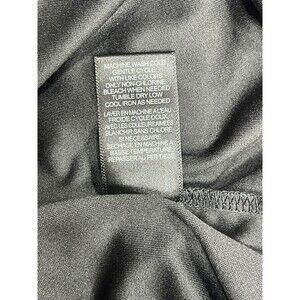 MACHINE WASH COLD
GENTLE CYCLE
WITH LIKE COLORS
ONLY NON-CHLORINE
BLEACH WHEN NEEDED
TUMBLE DRY LOW
COOL IRON AS NEEDED
LAVER EN MACHINE À L'EAU
FROIDE CYCLE DOUX,
AVEC LES COULEURS
BLANCHIR SANS CHLORE
SI NÉCESSAIRE
SÉCHAGE EN MACHINE À
BASSE TEMPÉRATURE
REPASSER AU FER TIÈDE